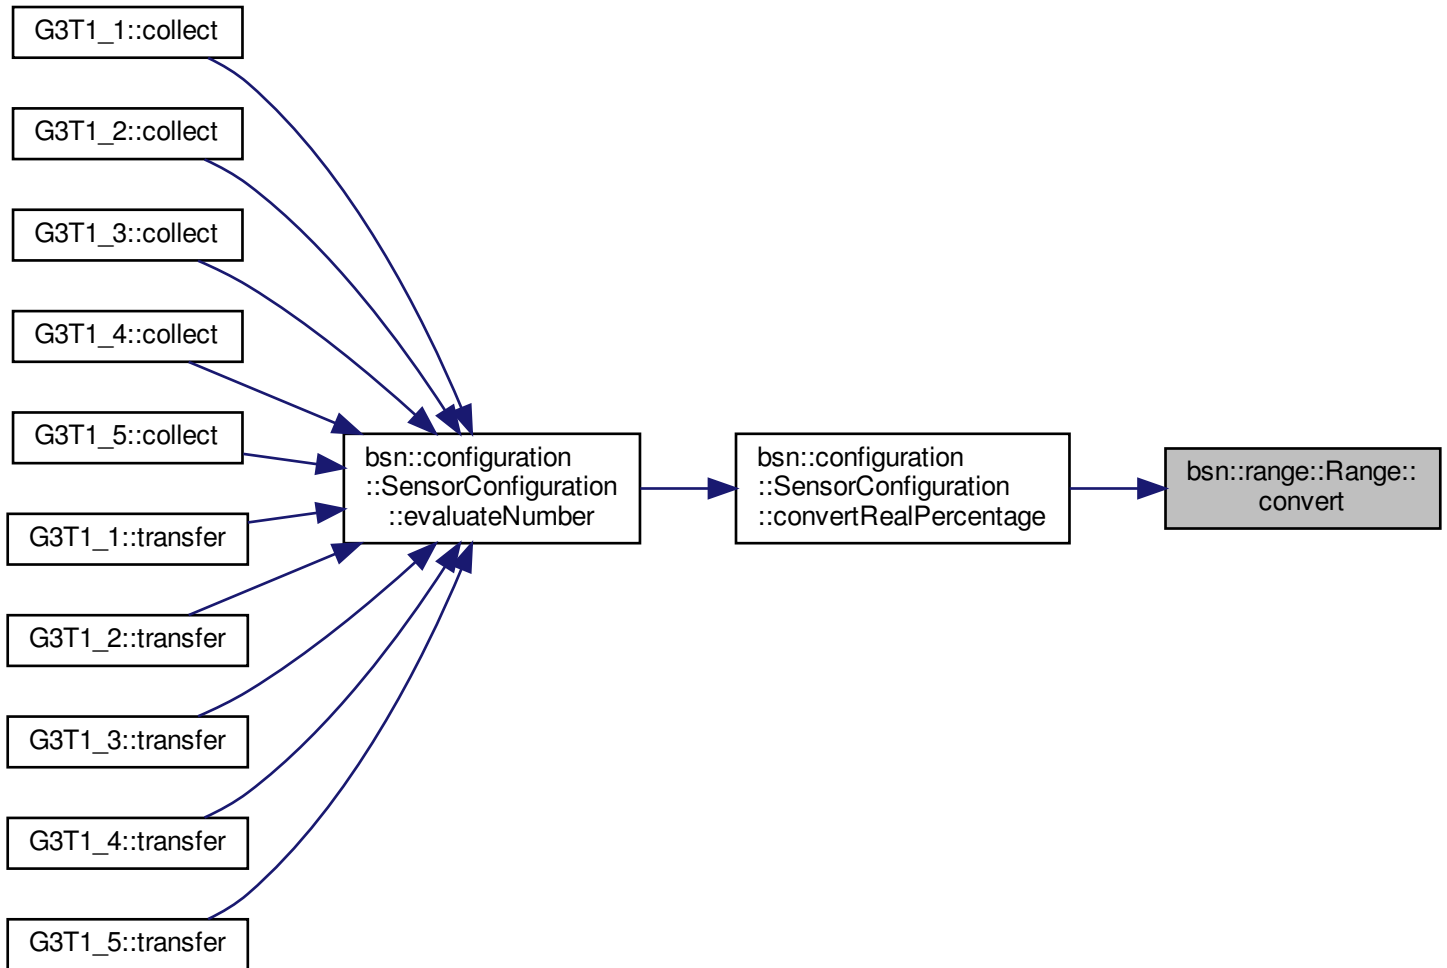 G3T1_1::collect
G3T1_2::collect
G3T1_3::collect
G3T1_4::collect
G3T1_5::collect
G3T1_1::transfer
G3T1_2::transfer
G3T1_3::transfer
G3T1_4::transfer
G3T1_5::transfer
bsn::configuration
::SensorConfiguration
::evaluateNumber
bsn::configuration
::SensorConfiguration
::convertRealPercentage
bsn::range::Range::
convert